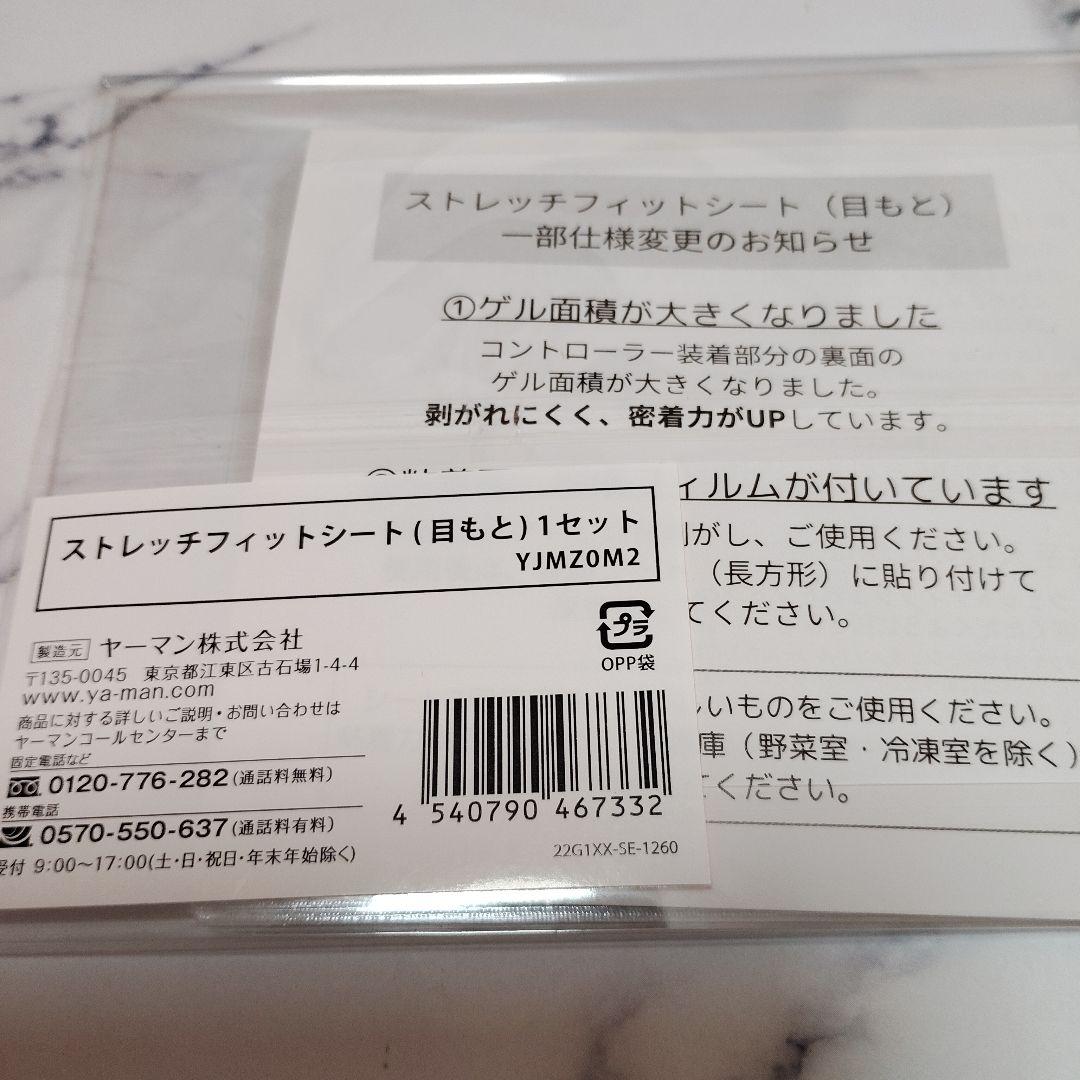 ストレッチフィットシート（目もと）
一部仕様変更のお知らせ
①ゲル面積が大きくなりました
コントローラー装着部分の裏面の
ゲル面積が大きくなりました。
剥がれにくく、密着力がUPしています。
ィルムが付いています
がし、ご使用ください。
（長方形）に貼り付けて
てください。
いものをご使用ください。
庫（野菜室・冷凍室を除く）
ください。
ストレッチフィットシート(目もと)1セット
YJMZ0M2
製造元 ヤーマン株式会社
〒135-0045 東京都江東区古石場1-4-4
www.ya-man.com
商品に対する詳しいご説明・お問い合わせは
ヤーマンコールセンターまで
固定電話など
0120-776-282(通話料無料)
携帯電話
0570-550-637(通話料有料)
受付 9:00〜17:00(土・日・祝日・年末年始除く)
プラ
OPP袋
4 540790 467332
22G1XX-SE-1260